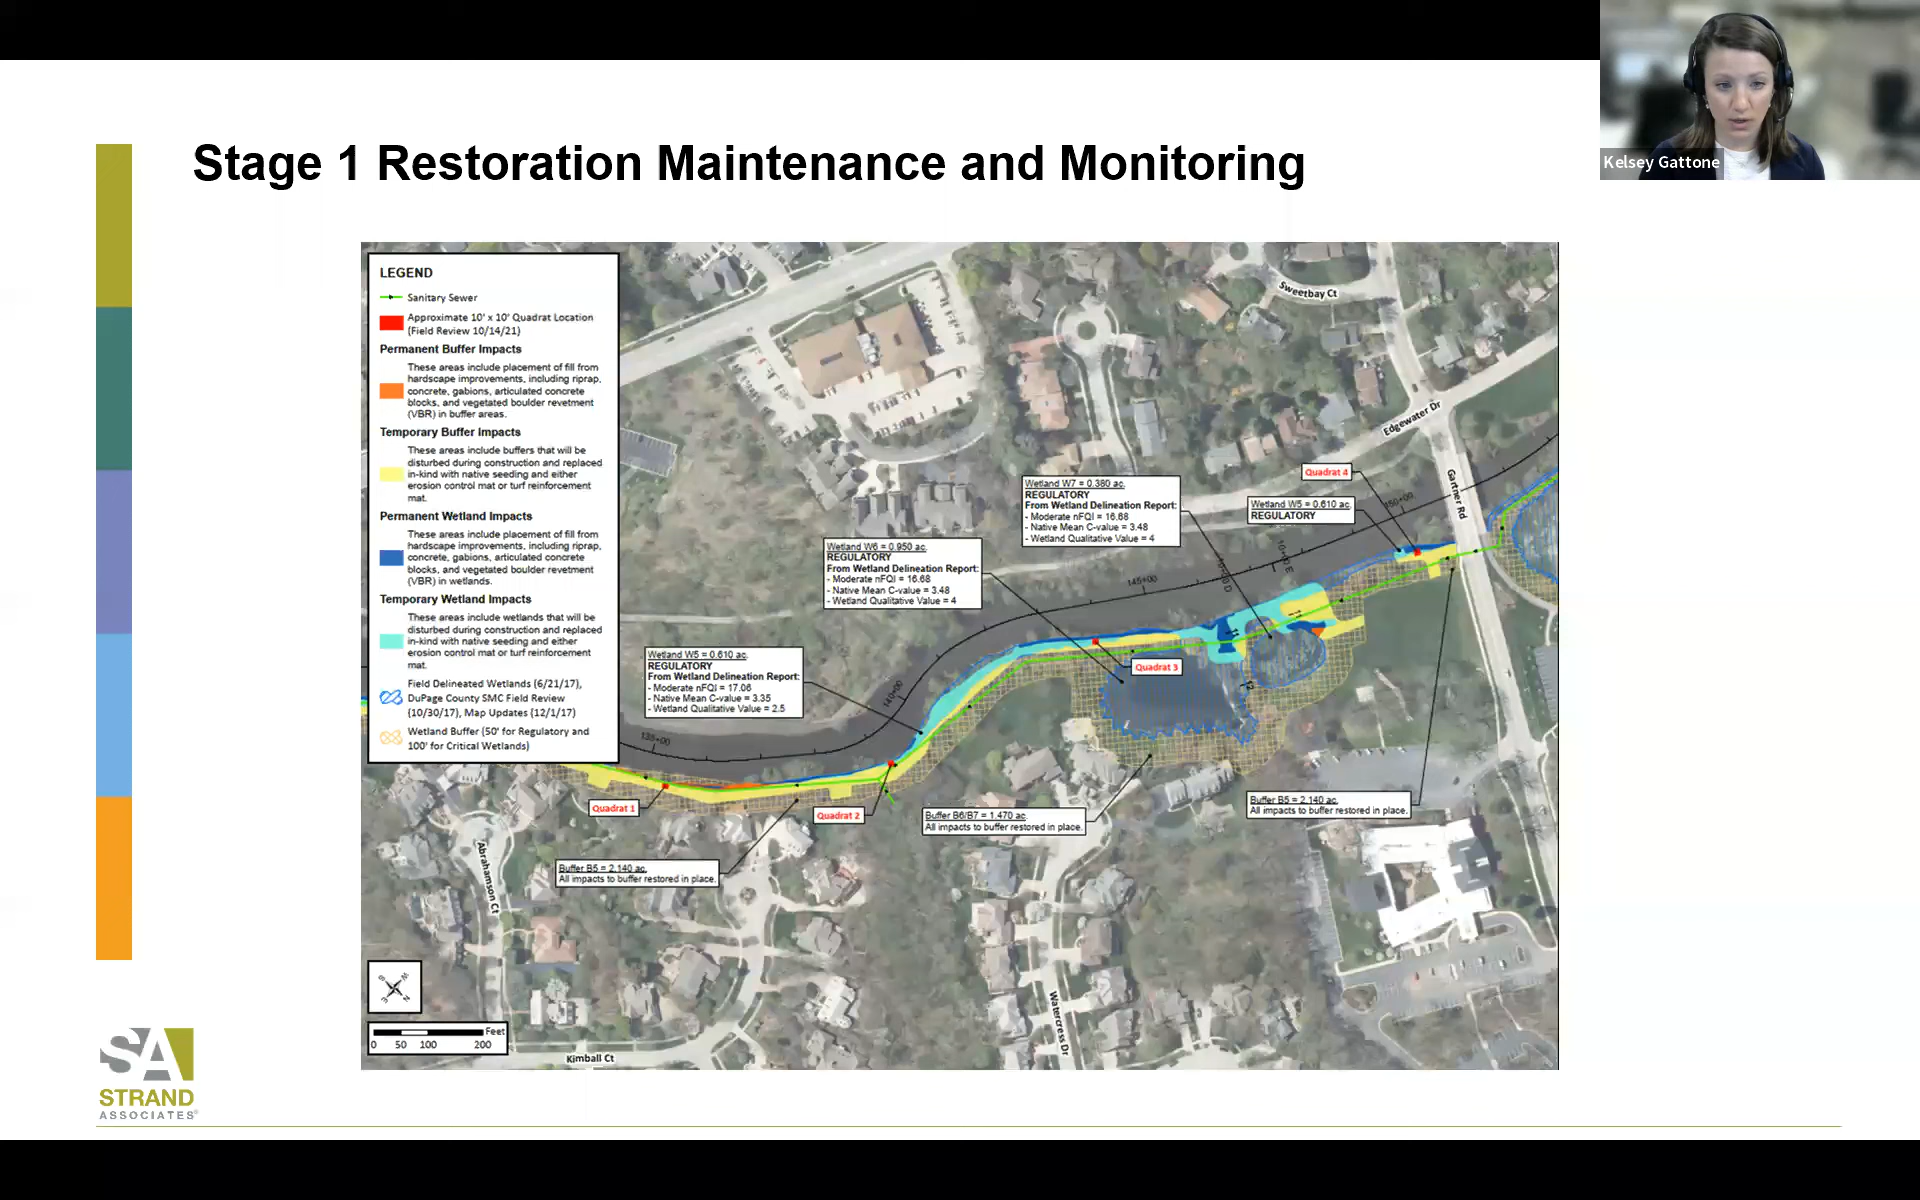 Kelsey Gattone
Stage 1 Restoration Maintenance and Monitoring
LEGEND
Sanitary Sewer
Approximate 10' x 10' Quadrat Location
(Field Review 10/14/21)
Permanent Buffer Impacts
These areas include placement of fill from
hardscape improvements, including riprap,
concrete, gabions, articulated concrete
blocks, and vegetated boulder revetment
(VBR) in buffer areas.
Temporary Buffer Impacts
These areas include buffers that will be
disturbed during construction and replaced
in-kind with native seeding and either
erosion control mat or turf reinforcement
mat.
Permanent Wetland Impacts
These areas include placement of fill from
hardscape improvements, including riprap,
concrete, gabions, articulated concrete
blocks, and vegetated boulder revetment
(VBR) in wetlands.
Temporary Wetland Impacts
These areas include wetlands that will be
disturbed during construction and replaced
in-kind with native seeding and either
erosion control mat or turf reinforcement
mat.
Field Delineated Wetlands (6/21/17),
DuPage County SMC Field Review
(10/30/17), Map Updates (12/1/17)
Wetland Buffer (50' for Regulatory and
100' for Critical Wetlands)
Sweetbay Ct
Edgewater Dr
Gartner Rd
Quadrat 4
Wetland W5 = 0.610 ac.
REGULATORY
150+00
Wetland W7 = 0.380 ac.
REGULATORY
From Wetland Delineation Report:
- Moderate nFQI = 16.68
- Native Mean C-value = 3.48
- Wetland Qualitative Value = 4
Wetland W6 = 0.950 ac.
REGULATORY
From Wetland Delineation Report:
- Moderate nFQI = 16.68
- Native Mean C-value = 3.48
- Wetland Qualitative Value = 4
145+00
Wetland W5 = 0.610 ac.
REGULATORY
From Wetland Delineation Report:
- Moderate nFQI = 17.06
- Native Mean C-value = 3.35
- Wetland Qualitative Value = 2.5
Quadrat 3
140+00
135+00
Quadrat 1
Quadrat 2
Buffer B6/B7 = 1.470 ac.
All impacts to buffer restored in place.
Buffer B5 = 2.140 ac.
All impacts to buffer restored in place.
Buffer B5 = 2.140 ac.
All impacts to buffer restored in place.
Abrahamson Ct
Watercress Dr
Kimball Ct
S W
E N
Feet
0 50 100 200
SA
STRAND
ASSOCIATES®